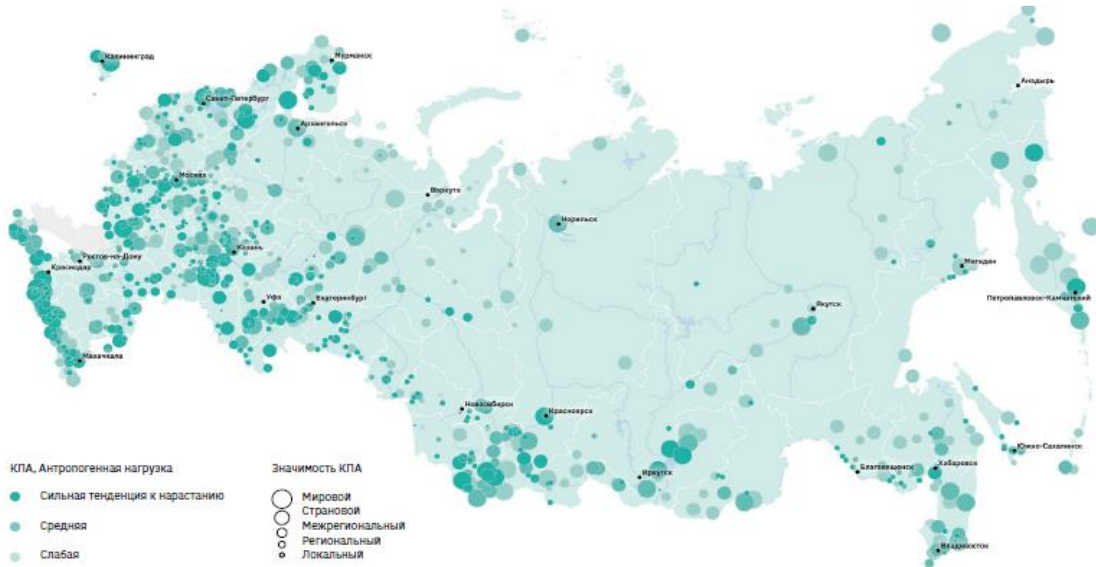 Калининград
Мурманск
Санкт-Петербург
Анадырь
Архангельск
Москва
Воркута
Норильск
Казань
Ростов-на-Дону
Краснодар
Магадан
Уфа
Екатеринбург
Петропавловск-Камчатский
Якутск
Махачкала
Новосибирск
Красноярск
Южно-Сахалинск
Иркутск
Благовещенск
Хабаровск
Владивосток
КПА, Антропогенная нагрузка
Сильная тенденция к нарастанию
Средняя
Слабая
Значимость КПА
Мировой
Страновой
Межрегиональный
Региональный
Локальный